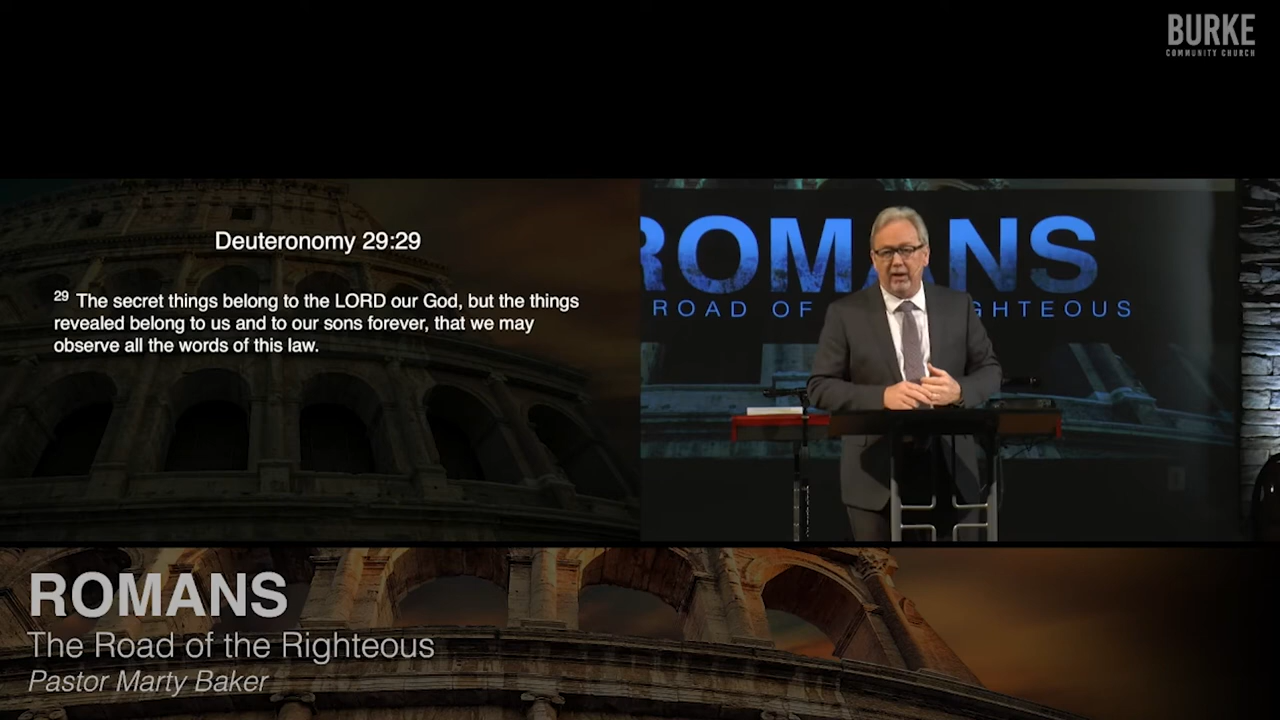 BURKE
COMMUNITY CHURCH
Deuteronomy 29:29
29 The secret things belong to the LORD our God, but the things
revealed belong to us and to our sons forever, that we may
observe all the words of this law.
ROMANS
ROAD OF GHTEOUS
ROMANS
The Road of the Righteous
Pastor Marty Baker